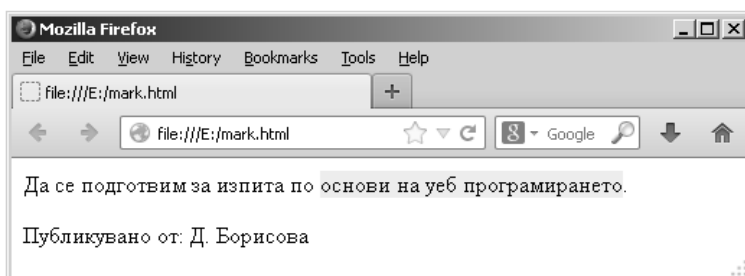 Mozilla Firefox
File Edit View History Bookmarks Tools Help
file:///E:/mark.html
file:///E:/mark.html Google
Да се подготвим за изпита по основи на уеб програмирането.
Публикувано от: Д. Борисова